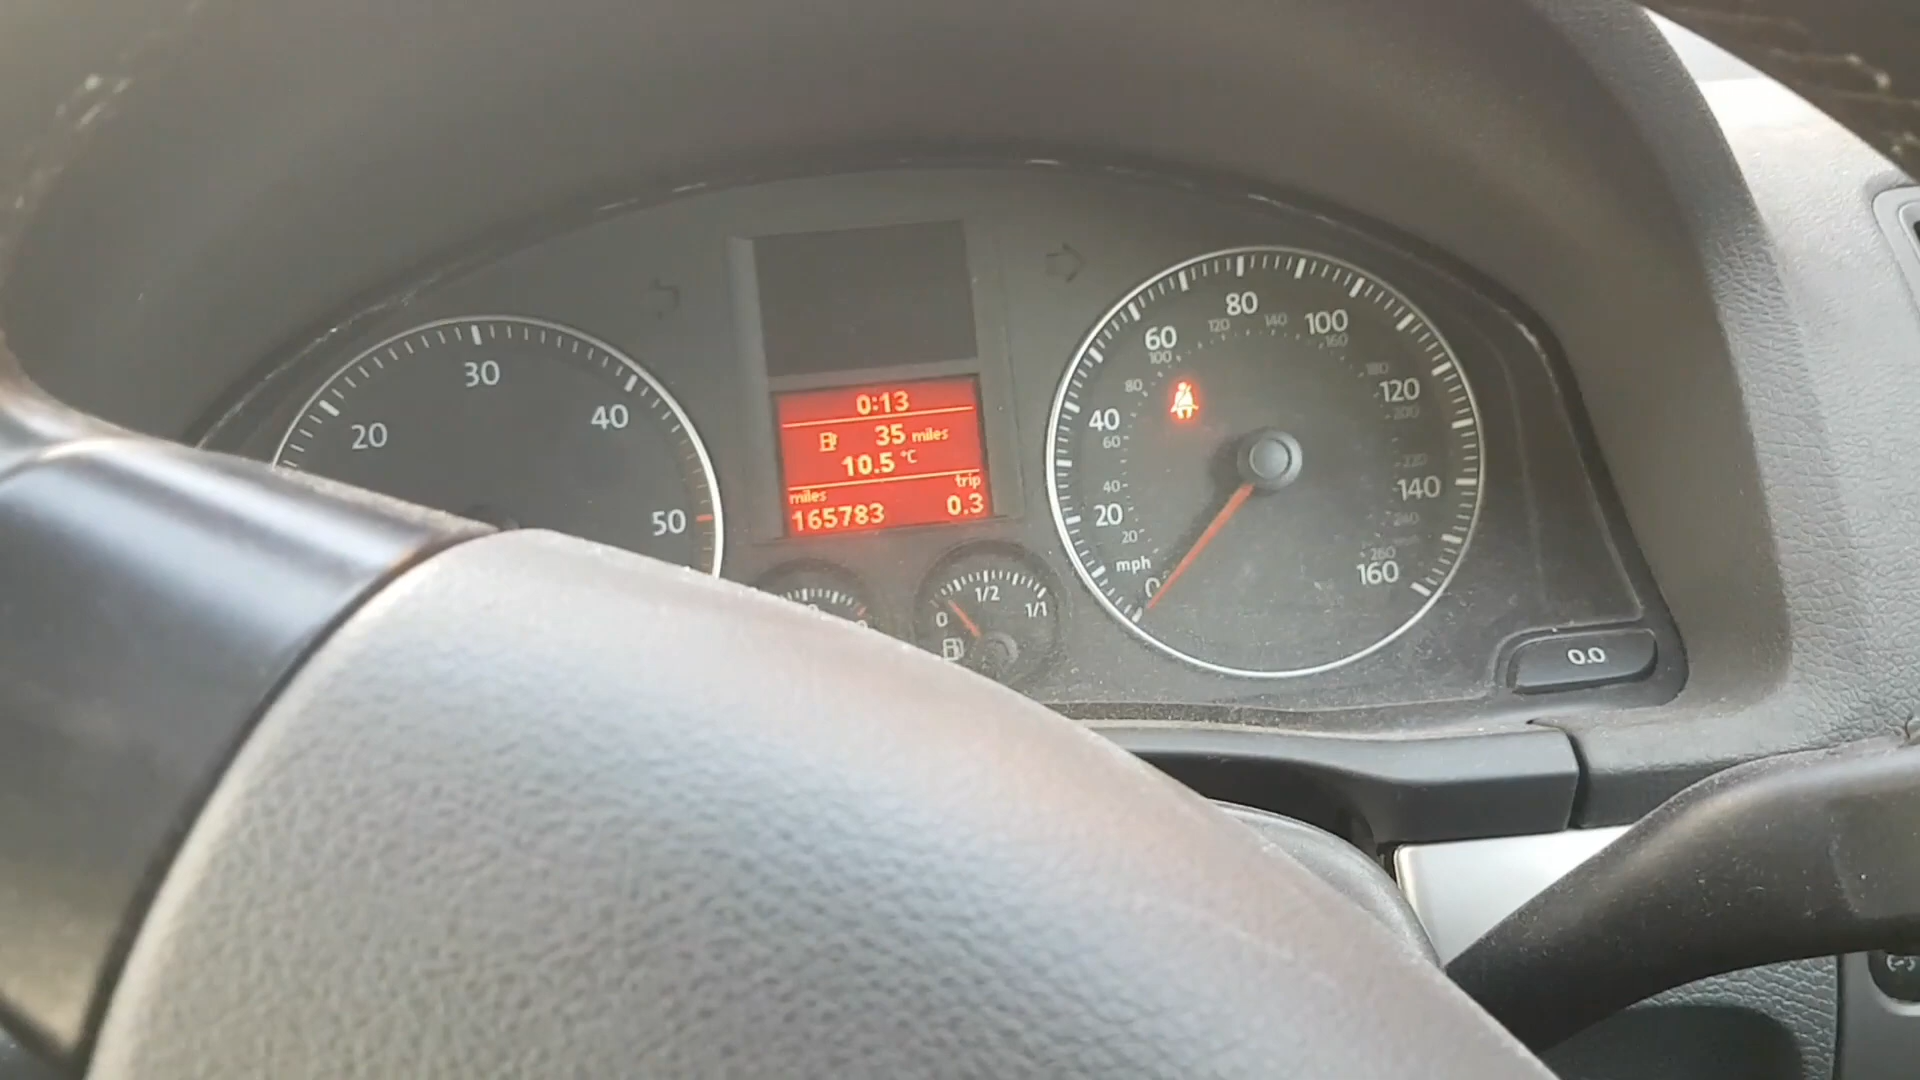 0:13
35 miles
10.5 °C
miles trip
165783 0.3
20 30 40 50
0 1/2 1/1
mph
0 20 40 60 80 100 120 140 160
20 40 60 80 100 120 140 160 180 200 220 240 260
0.0